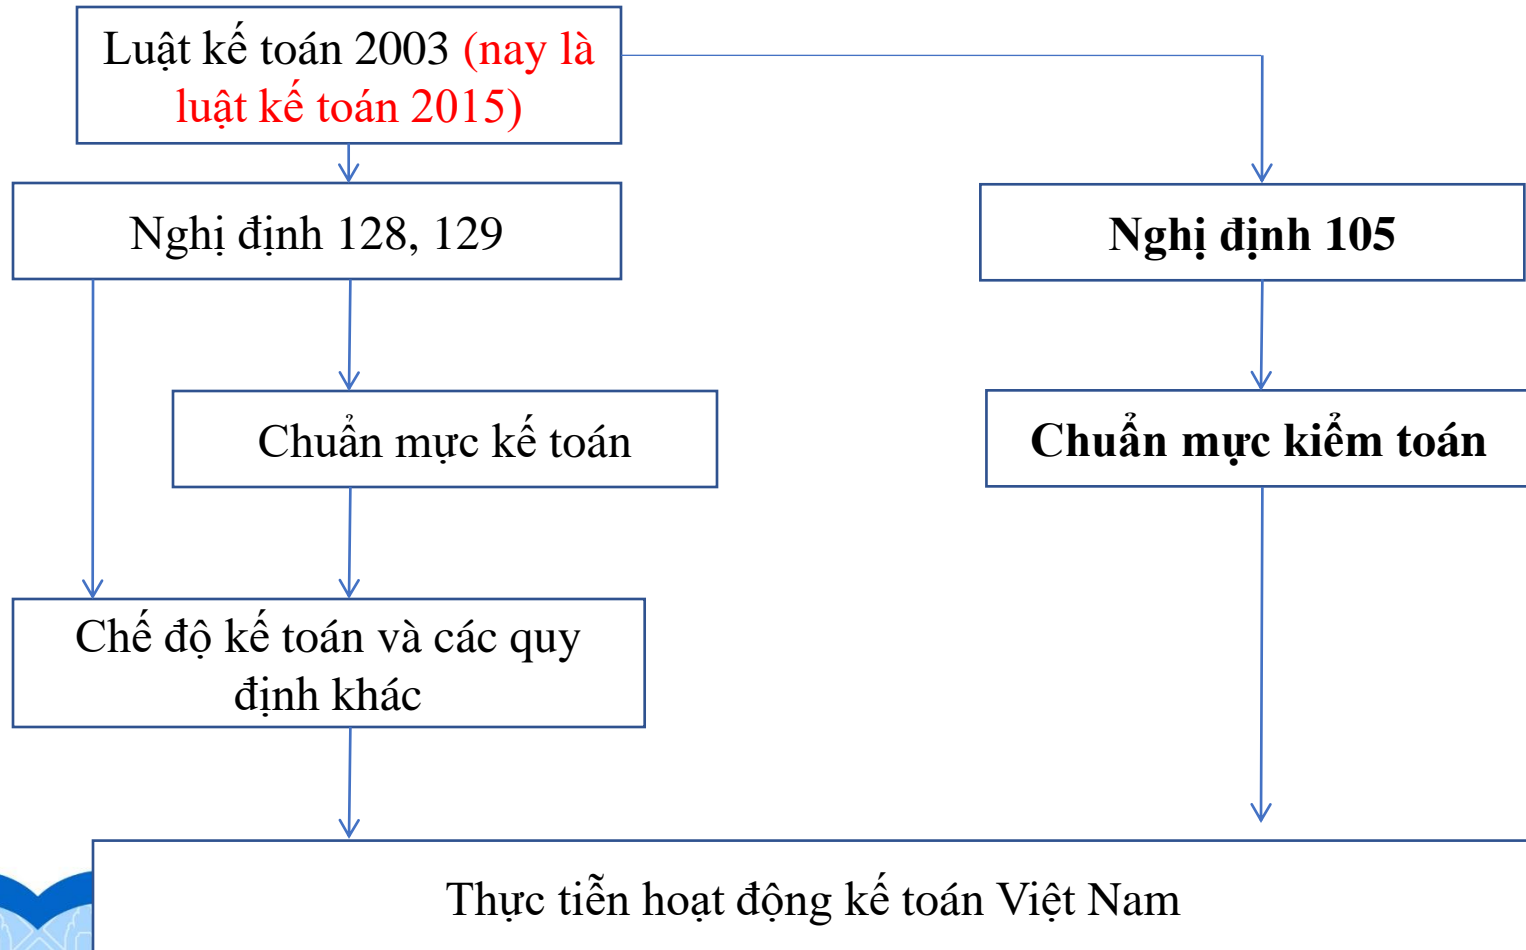 Luật kế toán 2003 (nay là
luật kế toán 2015)
Nghị định 128, 129
Nghị định 105
Chuẩn mực kế toán
Chuẩn mực kiểm toán
Chế độ kế toán và các quy
định khác
Thực tiễn hoạt động kế toán Việt Nam